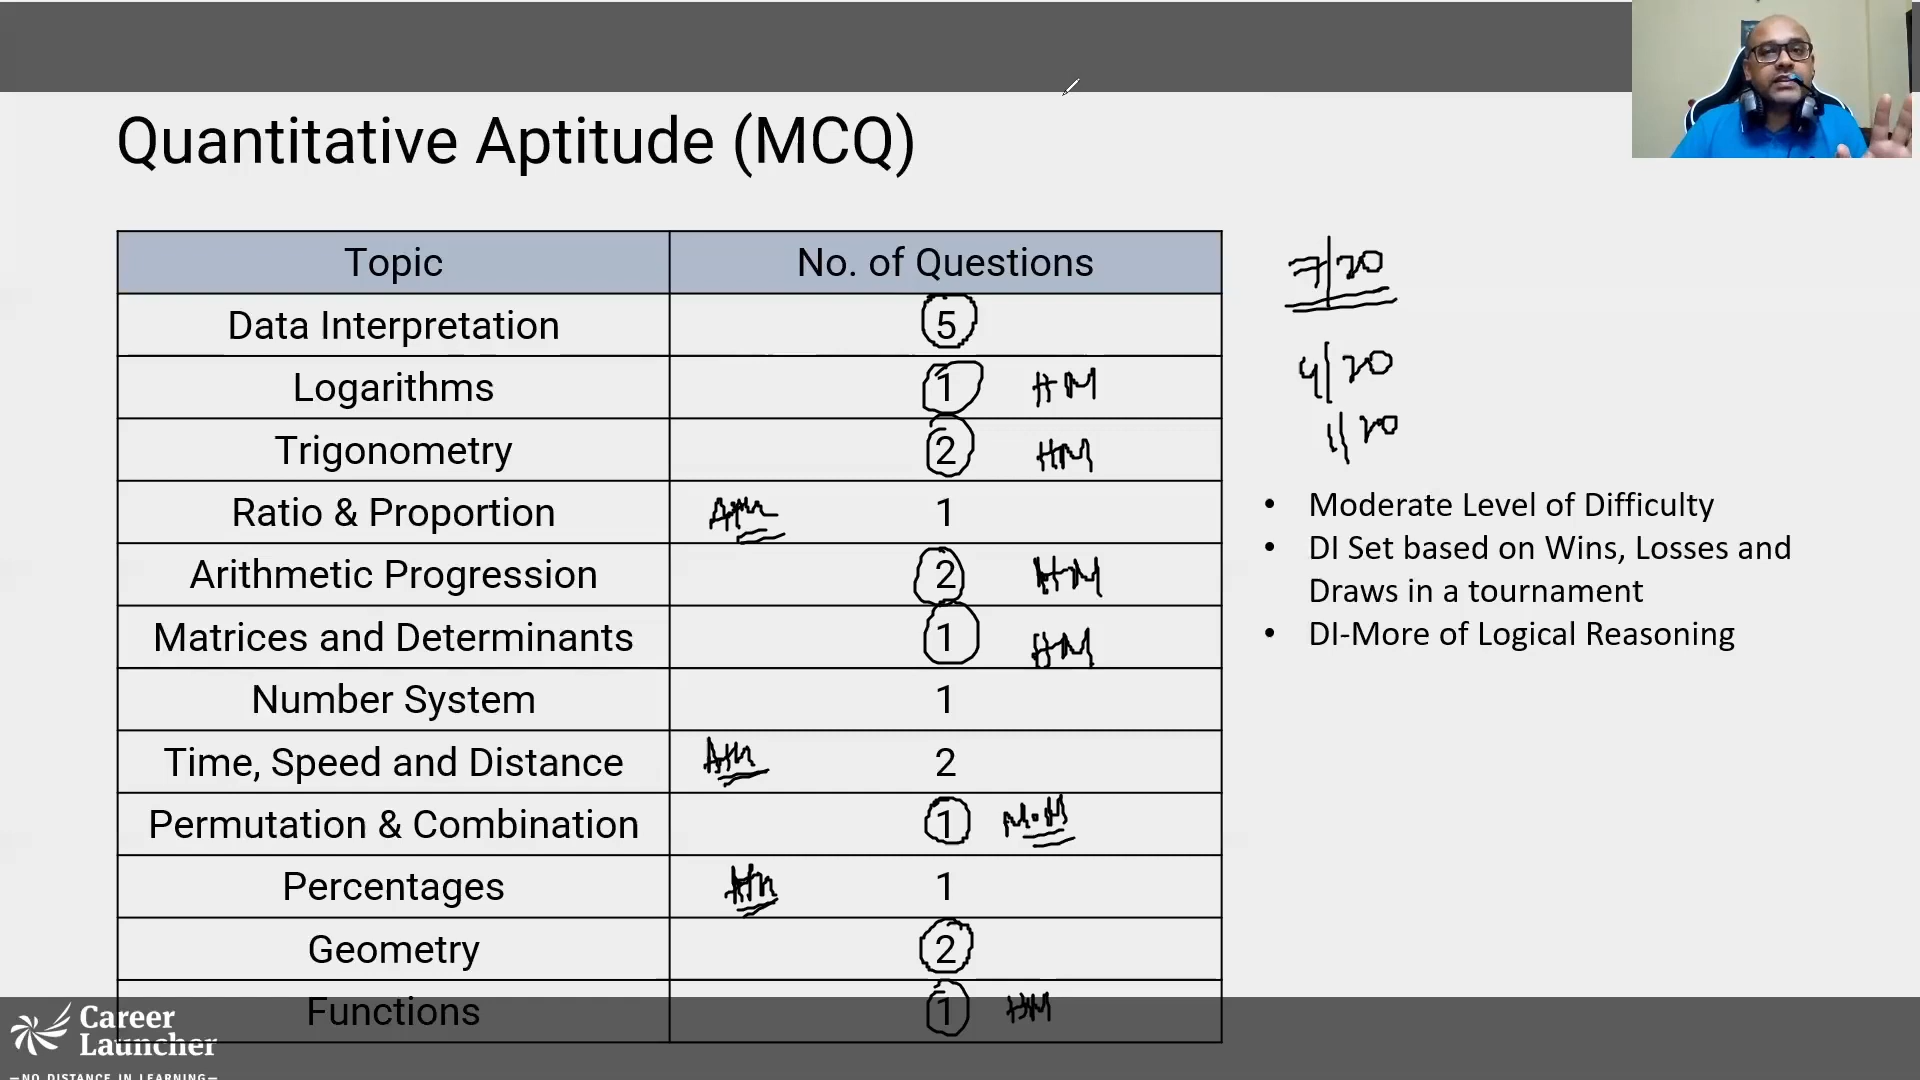 Quantitative Aptitude (MCQ)
Topic No. of Questions
Data Interpretation 5
Logarithms 1 HM
Trigonometry 2 HM
Ratio & Proportion 1
Arithmetic Progression 2 HM
Matrices and Determinants 1 HM
Number System 1
Time, Speed and Distance 2
Permutation & Combination 1 M.M
Percentages 1
Geometry 2
Functions 1 HM
7|20
4|20
1|20
• Moderate Level of Difficulty
• DI Set based on Wins, Losses and
Draws in a tournament
• DI-More of Logical Reasoning
Career
Launcher
—NO DISTANCE IN LEARNING—